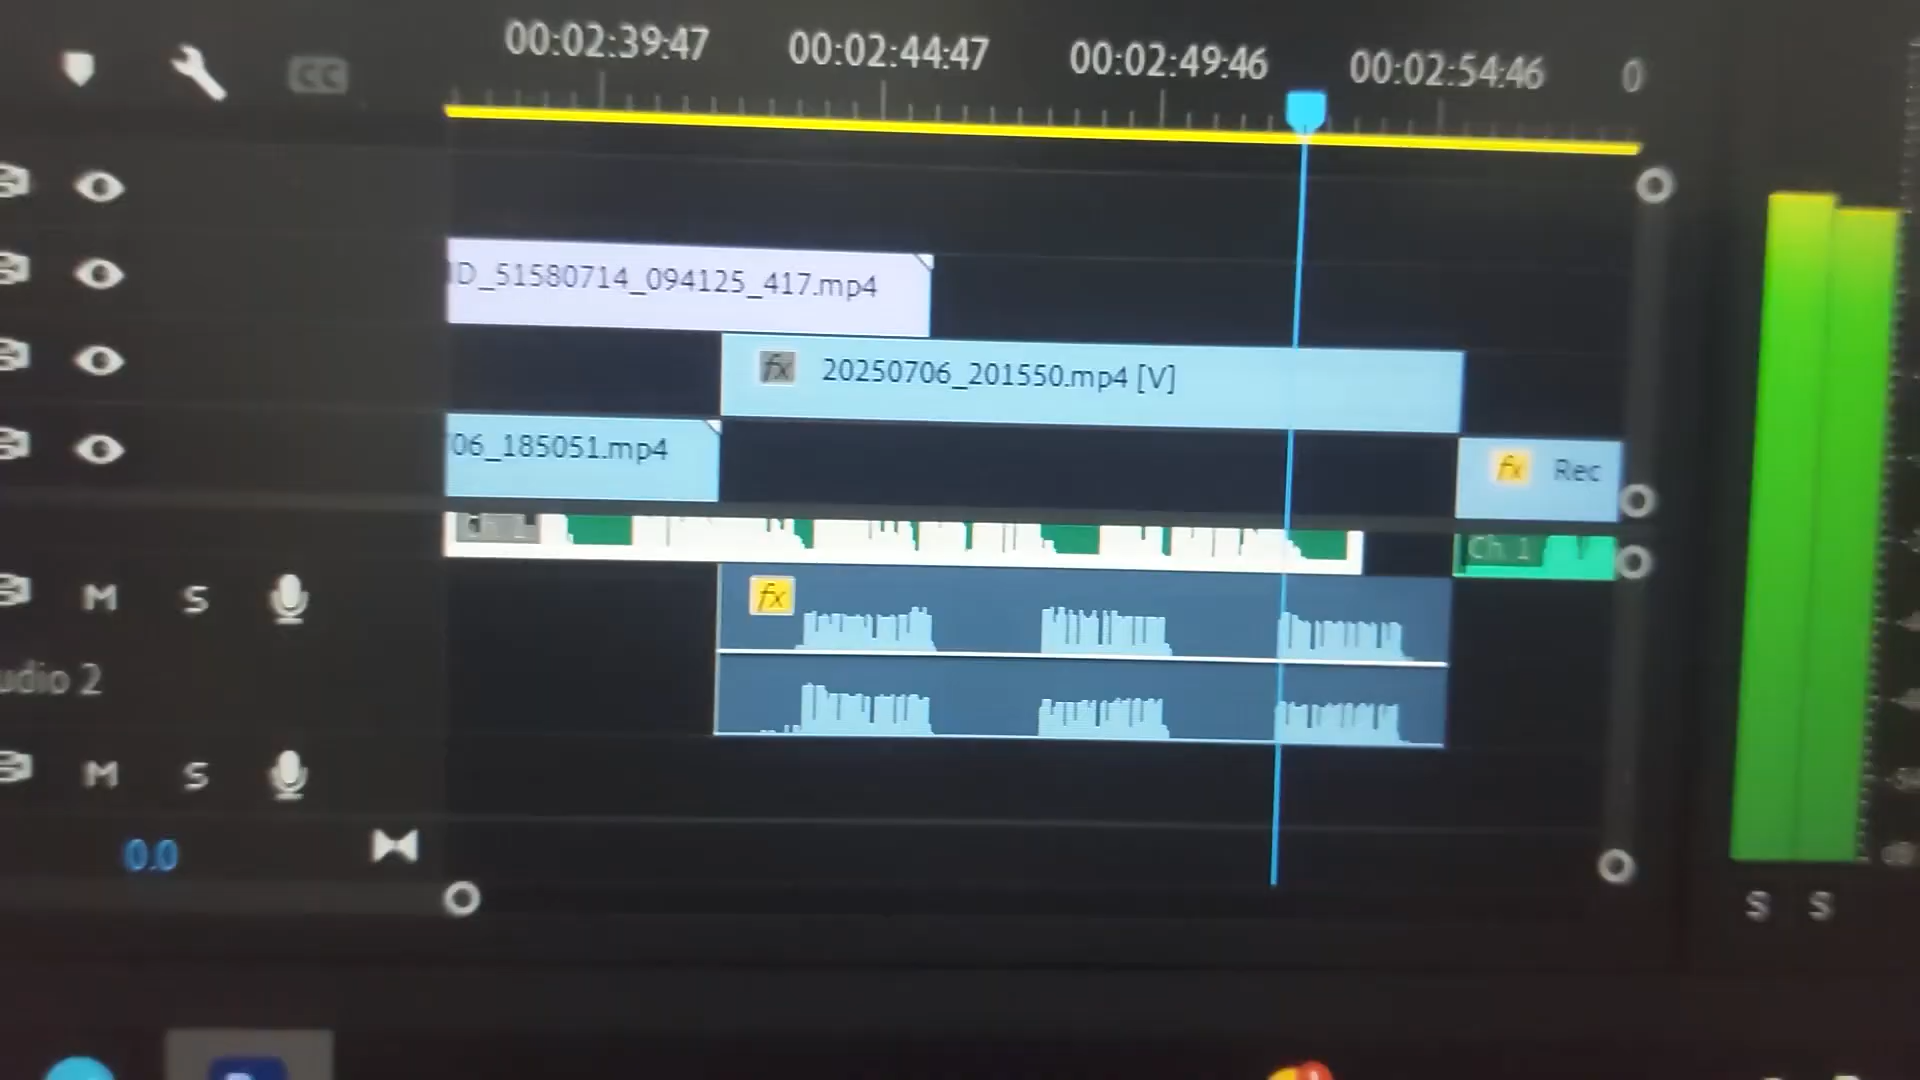 00:02:39:47 00:02:44:47 00:02:49:46 00:02:54:46 0
CC
ID_51580714_094125_417.mp4
fx 20250706_201550.mp4 [V]
06_185051.mp4
fx Rec
Ch 1
fx
M S
udio 2
M S
0.0
S S